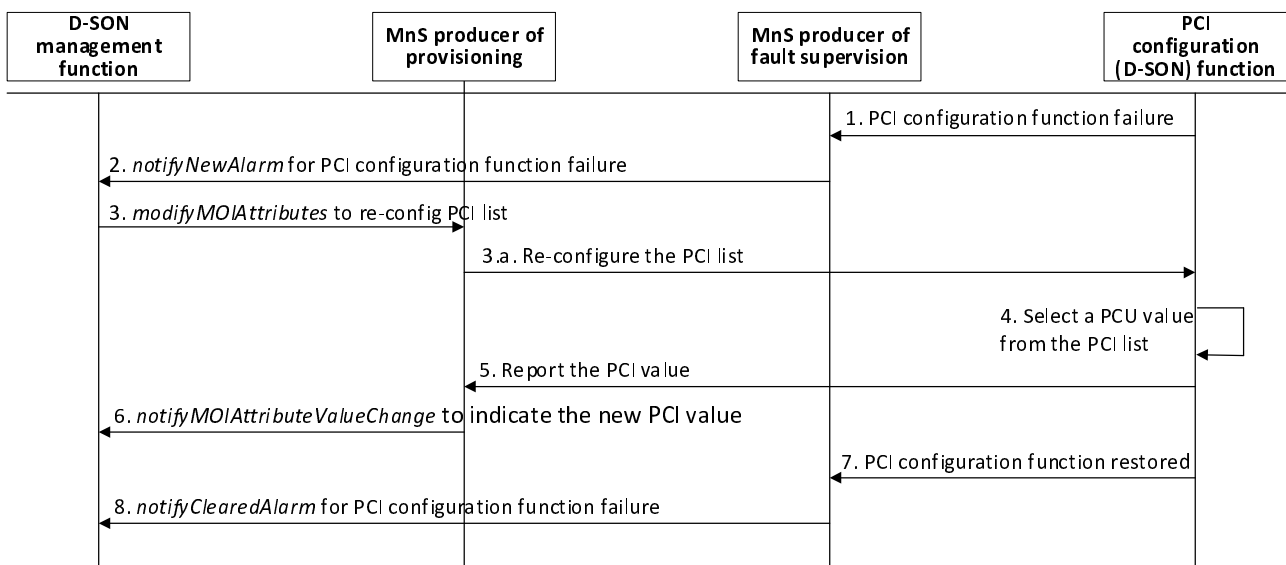 D-SON
management
function
MnS producer of
provisioning
MnS producer of
fault supervision
PCI
configuration
(D-SON) function
1. PCI configuration function failure
2. notifyNewAlarm for PCI configuration function failure
3. modifyMOIAttributes to re-config PCI list
3.a. Re-configure the PCI list
4. Select a PCU value
from the PCI list
5. Report the PCI value
6. notifyMOIAttributeValueChange to indicate the new PCI value
7. PCI configuration function restored
8. notifyClearedAlarm for PCI configuration function failure